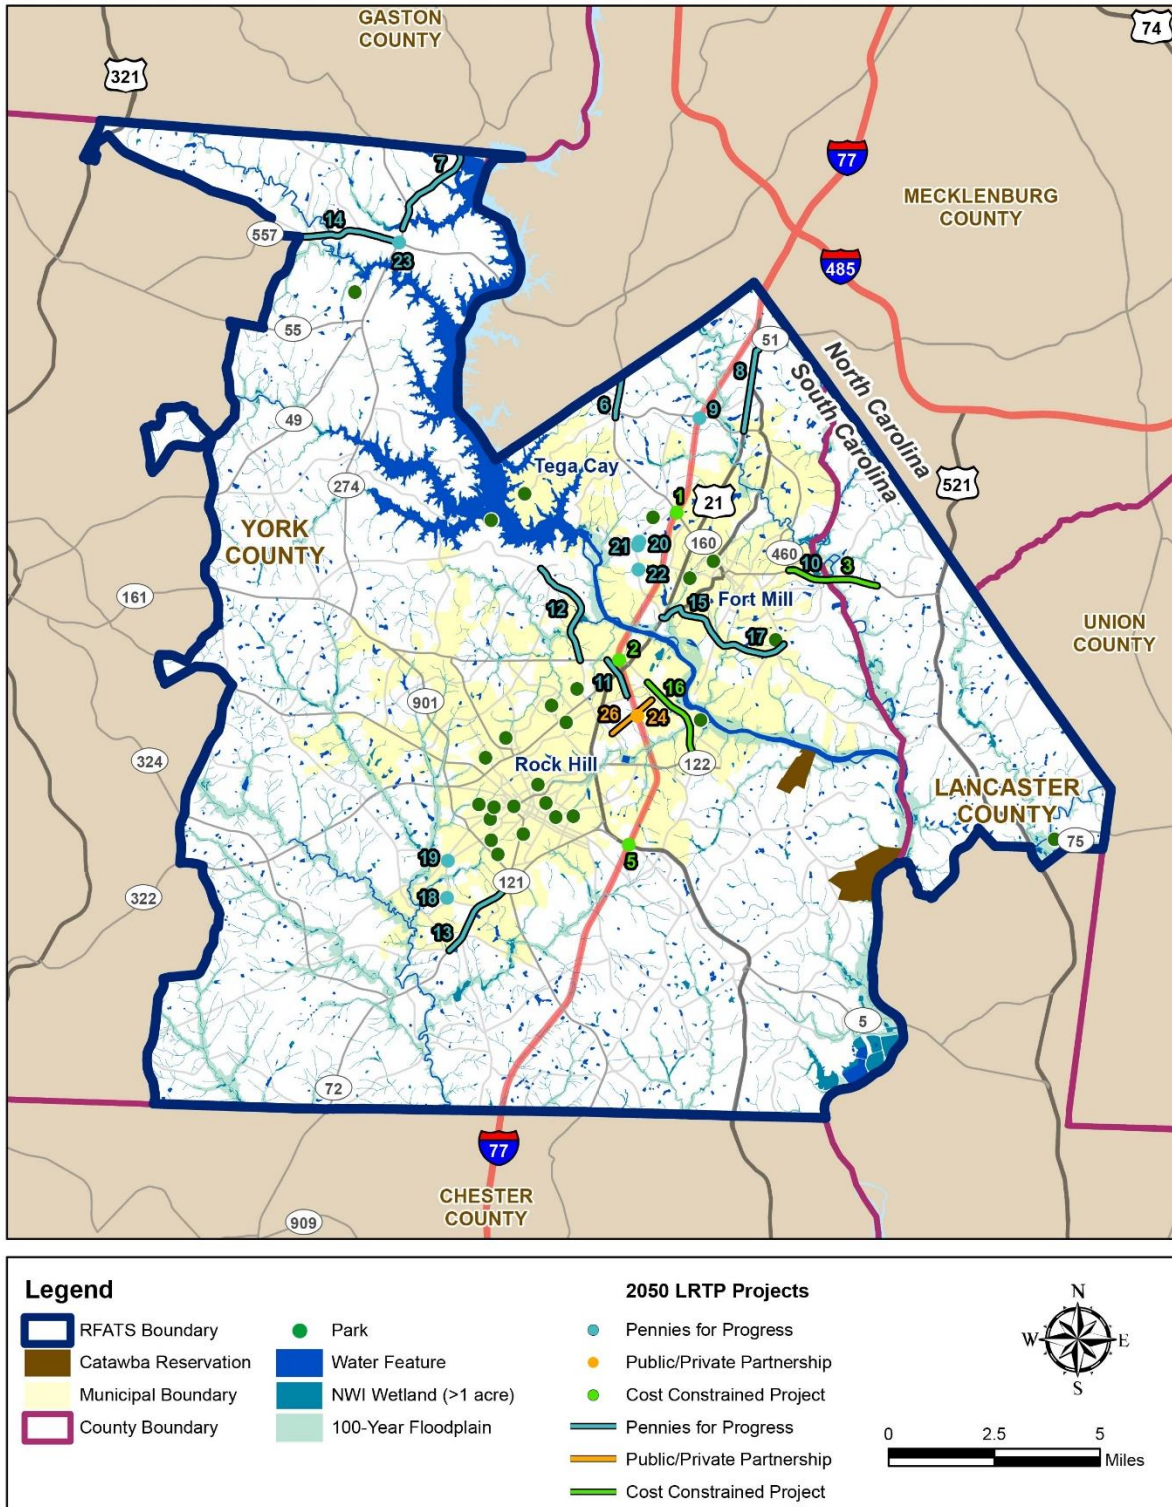 GASTON
COUNTY
74
321
77
MECKLENBURG
COUNTY
7
14
557
23
485
55
51
North Carolina
South Carolina
8
6
9
49
Tega Cay
521
274
1
21
YORK
COUNTY
21
20
160
460
10
3
22
Fort Mill
161
12
15
17
UNION
COUNTY
2
11
16
901
26
24
324
Rock Hill
122
LANCASTER
COUNTY
75
5
19
121
322
18
13
5
72
77
CHESTER
COUNTY
909
Legend
RFATS Boundary
Catawba Reservation
Municipal Boundary
County Boundary
Park
Water Feature
NWI Wetland (>1 acre)
100-Year Floodplain
2050 LRTP Projects
Pennies for Progress
Public/Private Partnership
Cost Constrained Project
Pennies for Progress
Public/Private Partnership
Cost Constrained Project
N
W E
S
0 2.5 5
Miles